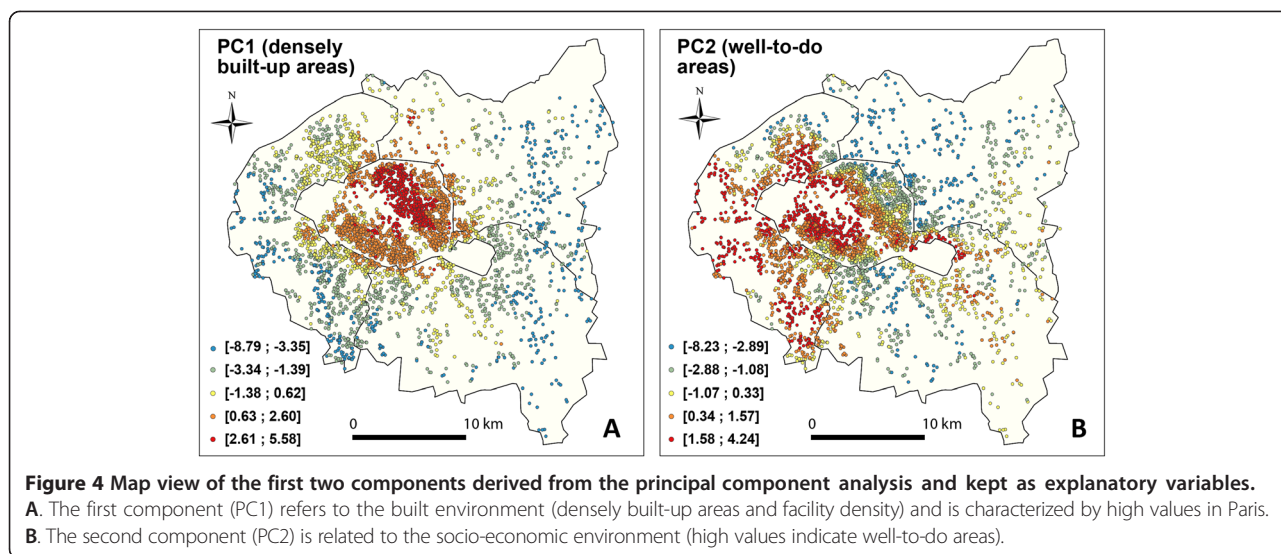 PC1 (densely
built-up areas)
N
[-8.79 ; -3.35]
[-3.34 ; -1.39]
[-1.38 ; 0.62]
[0.63 ; 2.60]
[2.61 ; 5.58]
0 10 km
A
PC2 (well-to-do
areas)
N
[-8.23 ; -2.89]
[-2.88 ; -1.08]
[-1.07 ; 0.33]
[0.34 ; 1.57]
[1.58 ; 4.24]
0 10 km
B
Figure 4 Map view of the first two components derived from the principal component analysis and kept as explanatory variables.
A. The first component (PC1) refers to the built environment (densely built-up areas and facility density) and is characterized by high values in Paris.
B. The second component (PC2) is related to the socio-economic environment (high values indicate well-to-do areas).